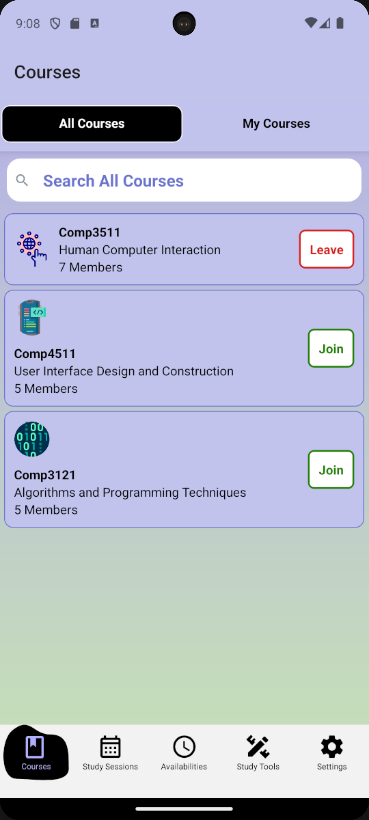 9:08
Courses
All Courses
My Courses
Search All Courses
Comp3511
Human Computer Interaction
7 Members
Leave
Comp4511
User Interface Design and Construction
5 Members
Join
Comp3121
Algorithms and Programming Techniques
5 Members
Join
Courses
Study Sessions
Availabilities
Study Tools
Settings